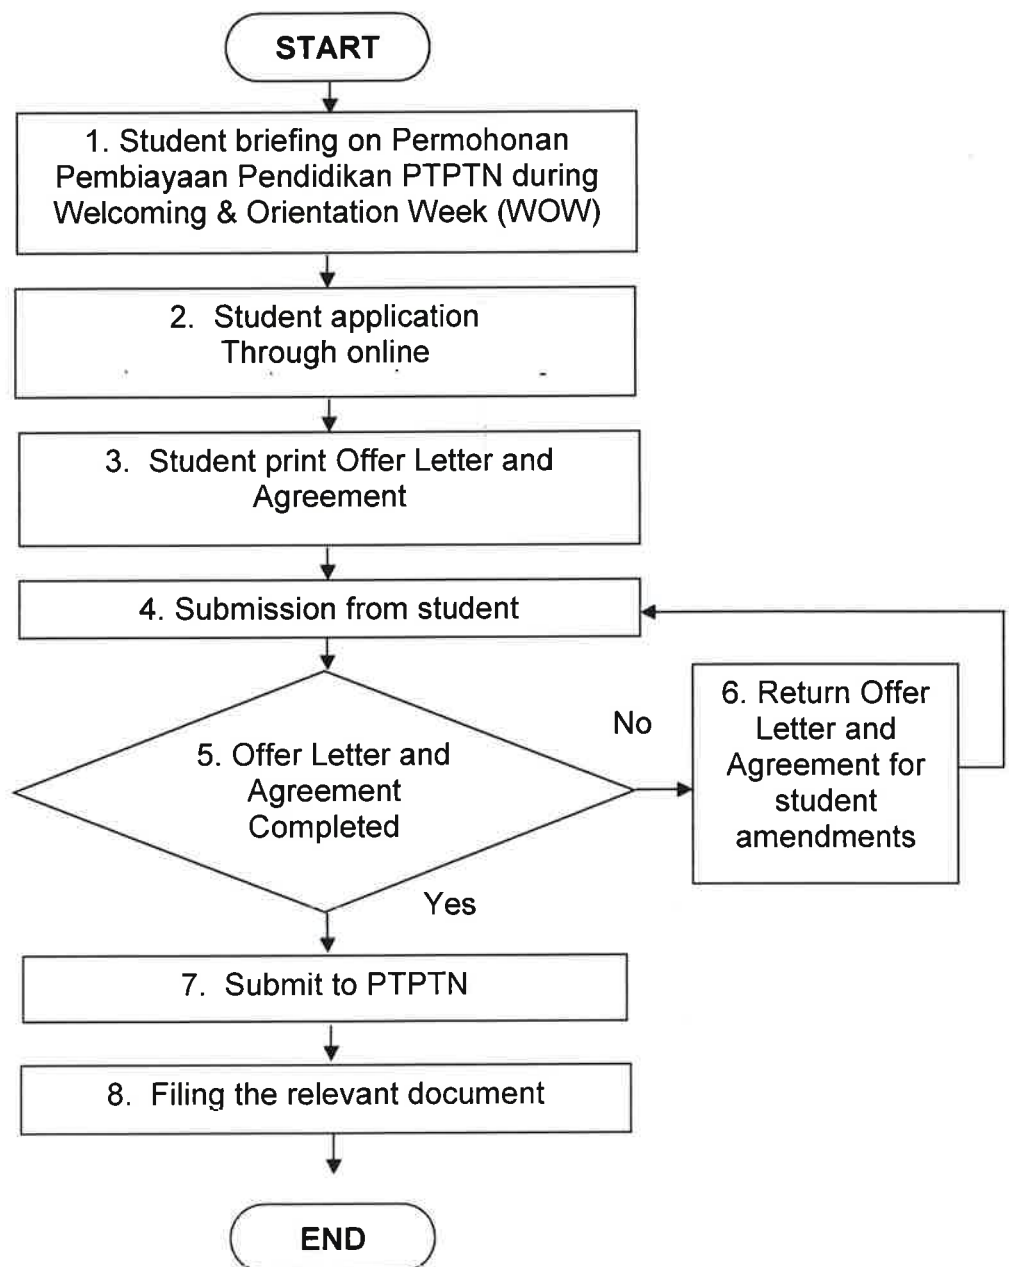 START
1. Student briefing on Permohonan
Pembiayaan Pendidikan PTPTN during
Welcoming & Orientation Week (WOW)
2. Student application
Through online
3. Student print Offer Letter and
Agreement
4. Submission from student
5. Offer Letter and
Agreement
Completed
No
6. Return Offer
Letter and
Agreement for
student
amendments
Yes
7. Submit to PTPTN
8. Filing the relevant document
END